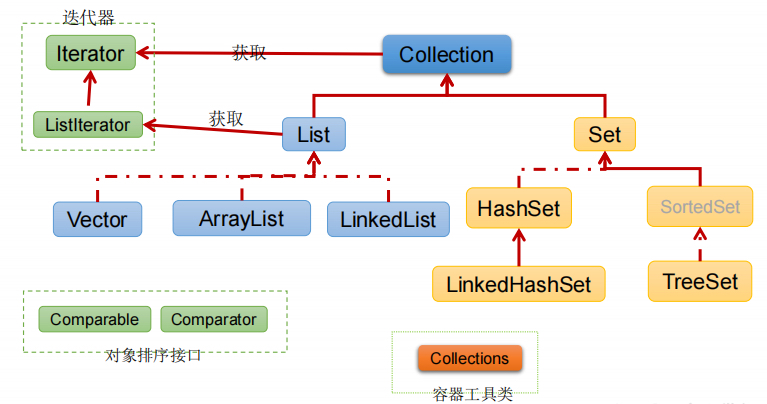 迭代器
Iterator
获取
Collection
ListIterator
获取
List
Set
Vector
ArrayList
LinkedList
HashSet
SortedSet
LinkedHashSet
TreeSet
Comparable
Comparator
对象排序接口
Collections
容器工具类